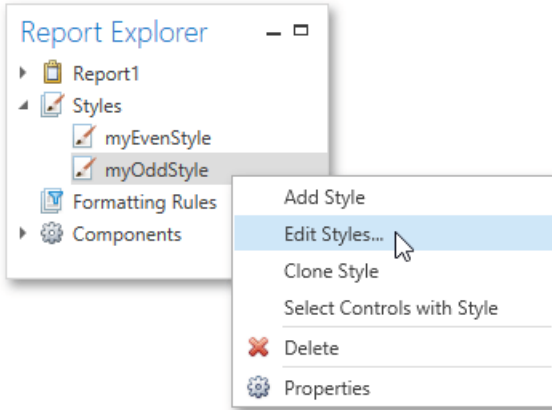 Report Explorer
Report1
Styles
myEvenStyle
myOddStyle
Formatting Rules
Components
Add Style
Edit Styles...
Clone Style
Select Controls with Style
Delete
Properties